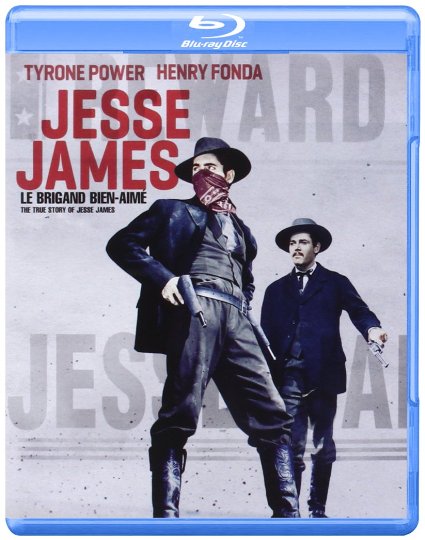 Blu-ray Disc
TYRONE POWER HENRY FONDA
JESSE
JAMES
LE BRIGAND BIEN-AIMÉ
THE TRUE STORY OF JESSE JAMES